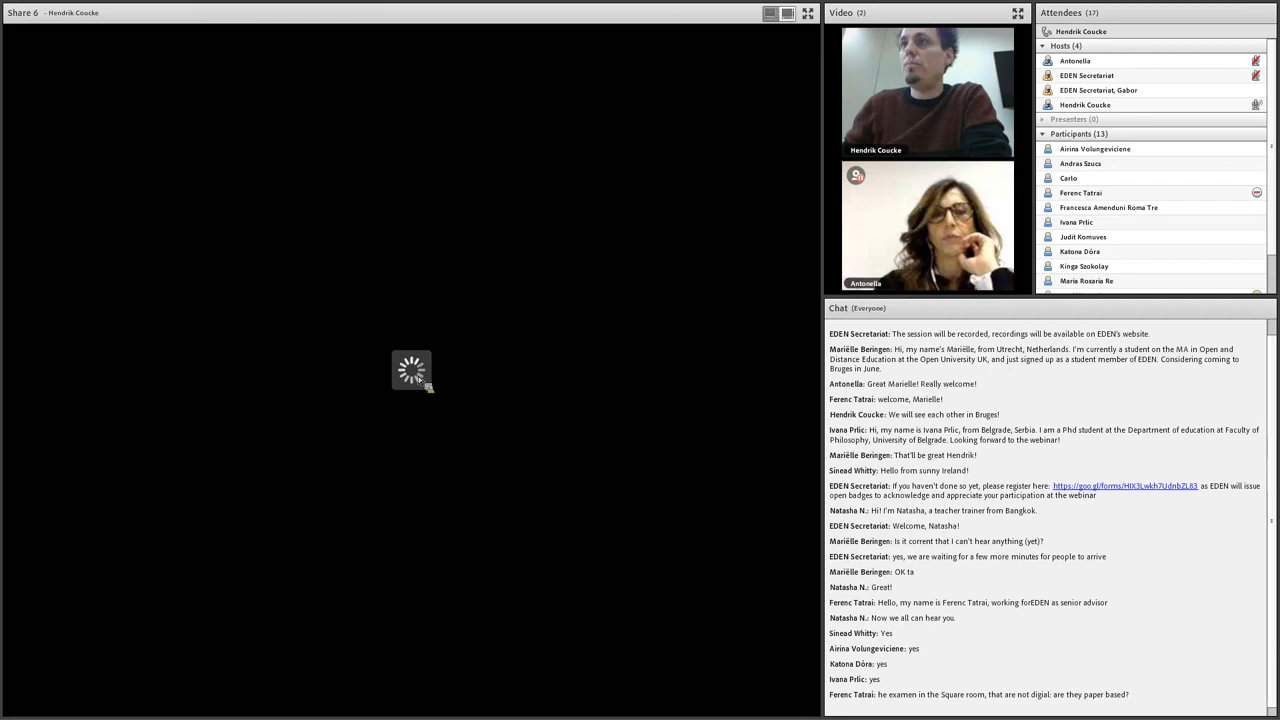 Share 6 - Hendrik Coucke
Video (2)
Hendrik Coucke
Antonella
Attendees (17)
Hendrik Coucke
Hosts (4)
Antonella
EDEN Secretariat
EDEN Secretariat, Gabor
Hendrik Coucke
Presenters (0)
Participants (13)
Airina Volungeviciene
Andras Szucs
Carlo
Ferenc Tatrai
Francesca Amenduni Roma Tre
Ivana Prlic
Judit Komuves
Katona Dóra
Kinga Szokolay
Maria Rosaria Re
Chat (Everyone)
EDEN Secretariat: The session will be recorded, recordings will be available on EDEN's website.
Mariëlle Beringen: Hi, my name's Mariëlle, from Utrecht, Netherlands. I'm currently a student on the MA in Open and
Distance Education at the Open University UK, and just signed up as a student member of EDEN. Considering coming to
Bruges in June.
Antonella: Great Marielle! Really welcome!
Ferenc Tatrai: welcome, Marielle!
Hendrik Coucke: We will see each other in Bruges!
Ivana Prlic: Hi, my name is Ivana Prlic, from Belgrade, Serbia. I am a Phd student at the Department of education at Faculty of
Philosophy, University of Belgrade. Looking forward to the webinar!
Mariëlle Beringen: That'll be great Hendrik!
Sinead Whitty: Hello from sunny Ireland!
EDEN Secretariat: If you haven't done so yet, please register here: https://goo.gl/forms/HIX3Lwkh7UdnbZL83 as EDEN will issue
open badges to acknowledge and appreciate your participation at the webinar
Natasha N.: Hi! I'm Natasha, a teacher trainer from Bangkok.
EDEN Secretariat: Welcome, Natasha!
Mariëlle Beringen: Is it corrent that I can't hear anything (yet)?
EDEN Secretariat: yes, we are waiting for a few more minutes for people to arrive
Mariëlle Beringen: OK ta
Natasha N.: Great!
Ferenc Tatrai: Hello, my name is Ferenc Tatrai, working forEDEN as senior advisor
Natasha N.: Now we all can hear you.
Sinead Whitty: Yes
Airina Volungeviciene: yes
Katona Dóra: yes
Ivana Prlic: yes
Ferenc Tatrai: he examen in the Square room, that are not digial: are they paper based?